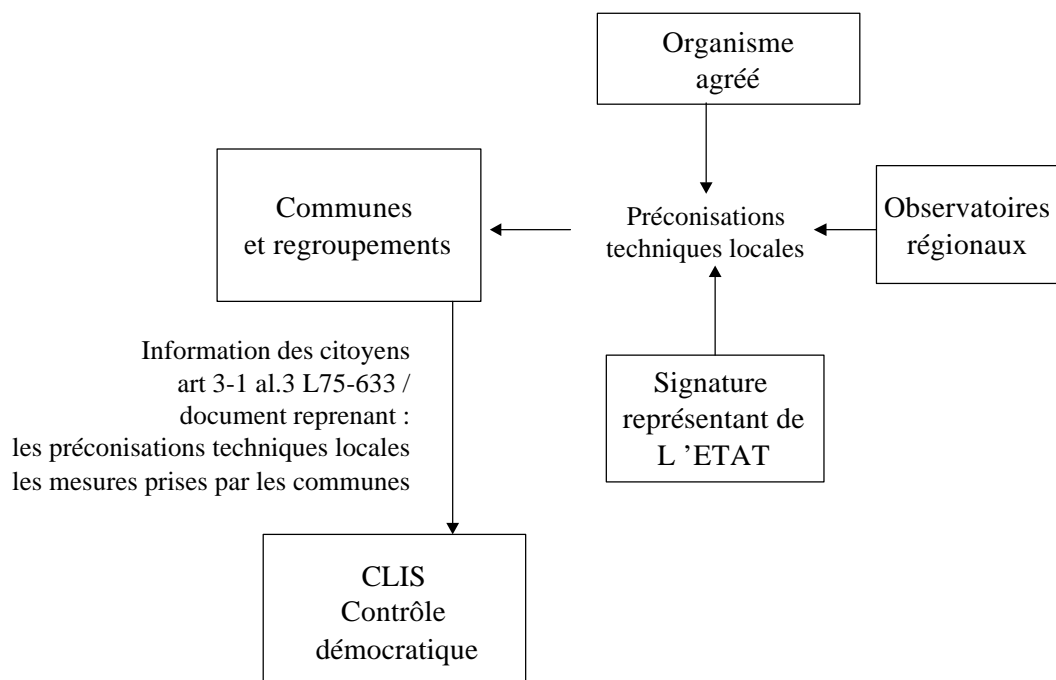 Organisme
agréé
Communes
et regroupements
Préconisations
techniques locales
Observatoires
régionaux
Information des citoyens
art 3-1 al.3 L75-633 /
document reprenant :
les préconisations techniques locales
les mesures prises par les communes
Signature
représentant de
L ’ETAT
CLIS
Contrôle
démocratique